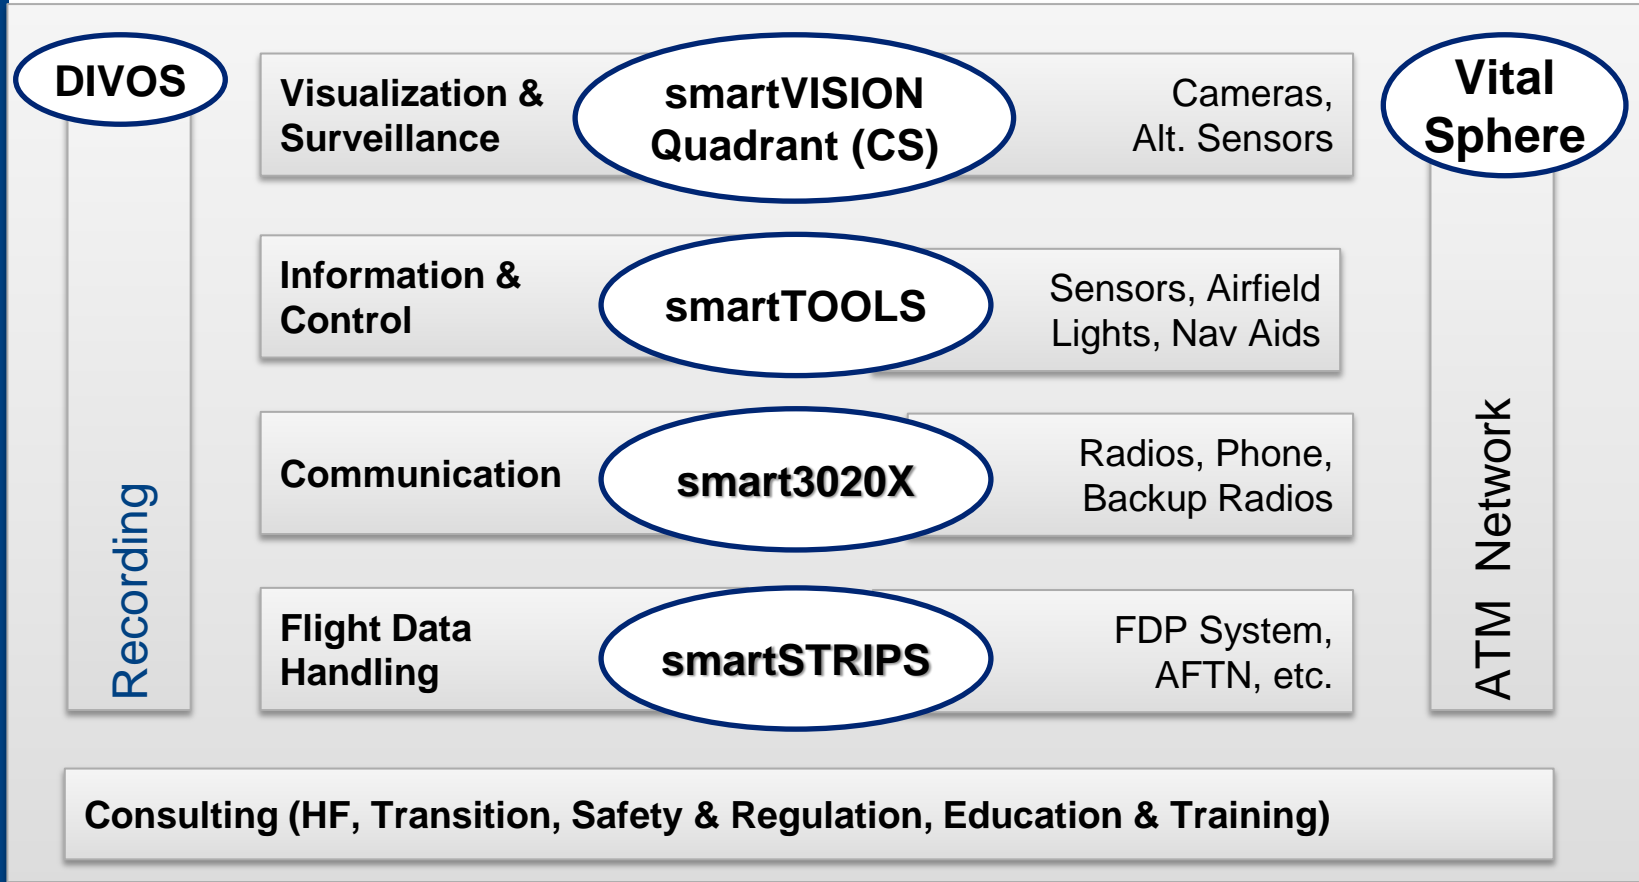 DIVOS
Recording
Visualization &
Surveillance
smartVISION
Quadrant (CS)
Cameras,
Alt. Sensors
Information &
Control
smartTOOLS
Sensors, Airfield
Lights, Nav Aids
Communication
smart3020X
Radios, Phone,
Backup Radios
Flight Data
Handling
smartSTRIPS
FDP System,
AFTN, etc.
Vital
Sphere
ATM Network
Consulting (HF, Transition, Safety & Regulation, Education & Training)